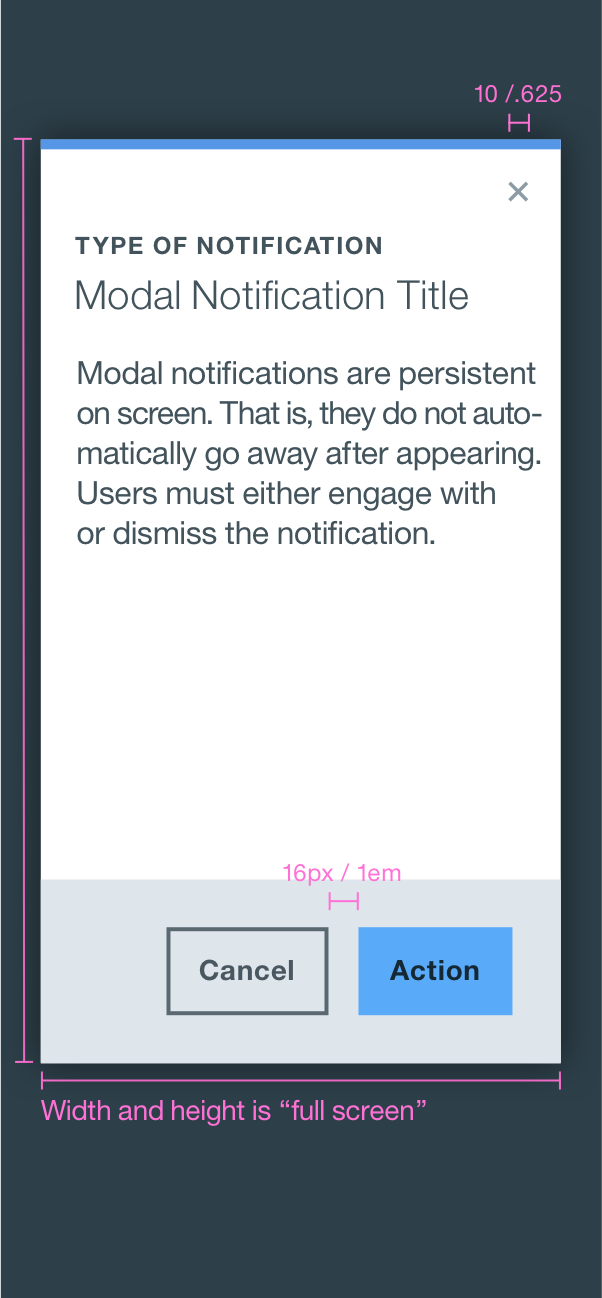 10 /.625
TYPE OF NOTIFICATION
Modal Notification Title
Modal notifications are persistent
on screen. That is, they do not auto-
matically go away after appearing.
Users must either engage with
or dismiss the notification.
16px / 1em
Cancel
Action
Width and height is “full screen”